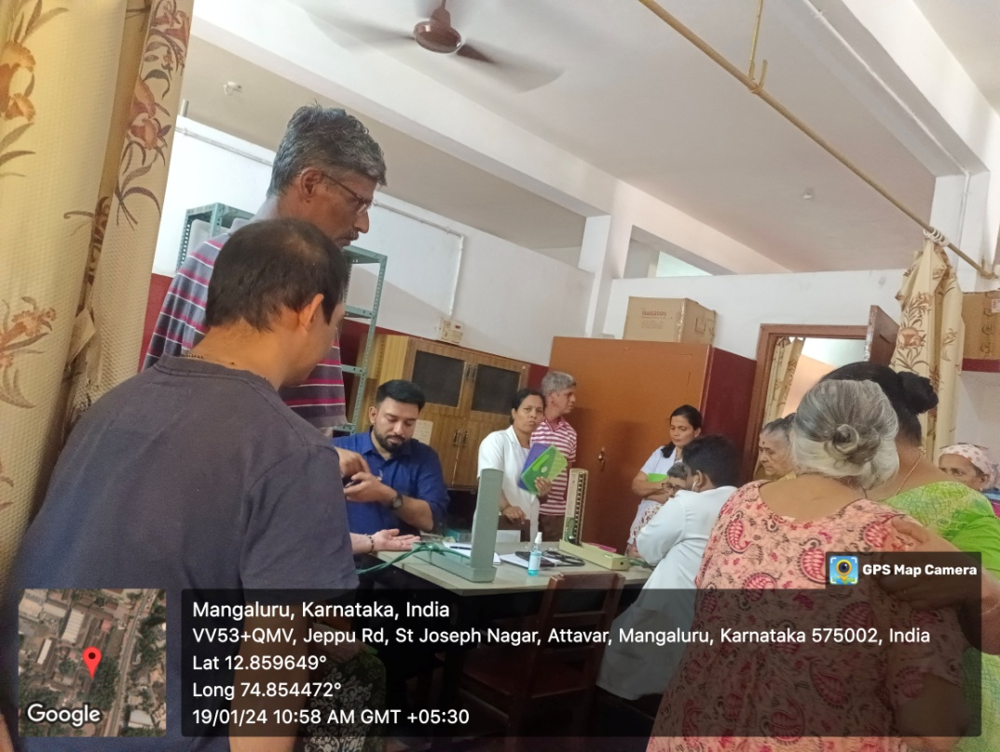 GPS Map Camera
Mangaluru, Karnataka, India
VV53+QMV, Jeppu Rd, St Joseph Nagar, Attavar, Mangaluru, Karnataka 575002, India
Lat 12.859649°
Long 74.854472°
19/01/24 10:58 AM GMT +05:30
Google